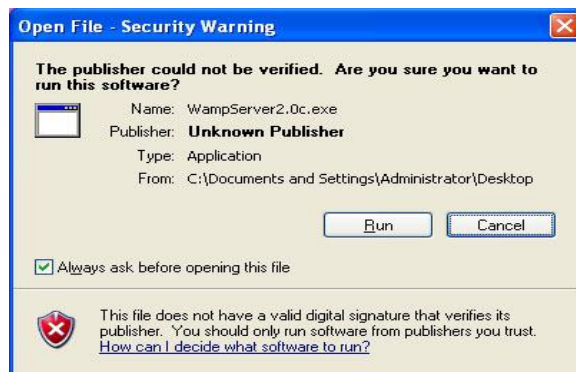 Open File - Security Warning
The publisher could not be verified.  Are you sure you want to
run this software?
Name: WampServer2.0c.exe
Publisher: Unknown Publisher
Type: Application
From: C:\Documents and Settings\Administrator\Desktop
Run Cancel
Always ask before opening this file
This file does not have a valid digital signature that verifies its
publisher.  You should only run software from publishers you trust.
How can I decide what software to run?